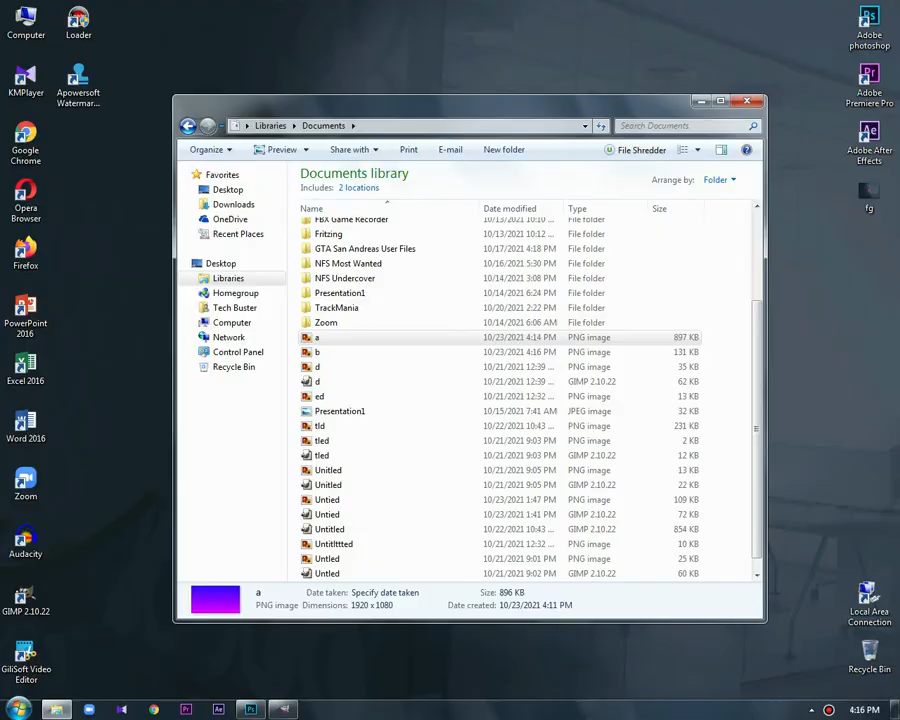 Computer
Loader
KMPlayer
Apowersoft
Watermar...
Google
Chrome
Opera
Browser
Firefox
PowerPoint
2016
Excel 2016
Word 2016
Zoom
Audacity
GIMP 2.10.22
GiliSoft Video
Editor
Libraries Documents
Search Documents
Organize Preview Share with Print E-mail New folder File Shredder
Favorites
Desktop
Downloads
OneDrive
Recent Places
Desktop
Libraries
Homegroup
Tech Buster
Computer
Network
Control Panel
Recycle Bin
Documents library
Includes: 2 locations
Arrange by: Folder
Name Date modified Type Size
FBX Game Recorder 10/13/2021 10:10 ... File folder
Fritzing 10/13/2021 10:12 ... File folder
GTA San Andreas User Files 10/17/2021 4:18 PM File folder
NFS Most Wanted 10/16/2021 5:30 PM File folder
NFS Undercover 10/14/2021 3:08 PM File folder
Presentation1 10/14/2021 6:24 PM File folder
TrackMania 10/20/2021 2:22 PM File folder
Zoom 10/14/2021 6:06 AM File folder
a 10/23/2021 4:14 PM PNG image 897 KB
b 10/23/2021 4:16 PM PNG image 131 KB
d 10/21/2021 12:39 ... PNG image 35 KB
d 10/21/2021 12:39 ... GIMP 2.10.22 62 KB
ed 10/21/2021 12:32 ... PNG image 13 KB
Presentation1 10/15/2021 7:41 AM JPEG image 32 KB
tld 10/22/2021 10:43 ... PNG image 231 KB
tled 10/21/2021 9:03 PM PNG image 2 KB
tled 10/21/2021 9:03 PM GIMP 2.10.22 12 KB
Unitled 10/21/2021 9:05 PM PNG image 13 KB
Unitled 10/21/2021 9:05 PM GIMP 2.10.22 22 KB
Untied 10/23/2021 1:47 PM PNG image 109 KB
Untied 10/23/2021 1:41 PM GIMP 2.10.22 72 KB
Untitled 10/22/2021 10:43 ... GIMP 2.10.22 854 KB
Untitlttted 10/21/2021 12:32 ... PNG image 10 KB
Untled 10/21/2021 9:01 PM PNG image 25 KB
Untled 10/21/2021 9:02 PM GIMP 2.10.22 60 KB
a Date taken: Specify date taken Size: 896 KB
PNG image Dimensions: 1920 x 1080 Date created: 10/23/2021 4:11 PM
Ps
Adobe
photoshop
Pr
Adobe
Premiere Pro
Ae
Adobe After
Effects
fg
Local Area
Connection
Recycle Bin
Pr Ae Ps
4:16 PM